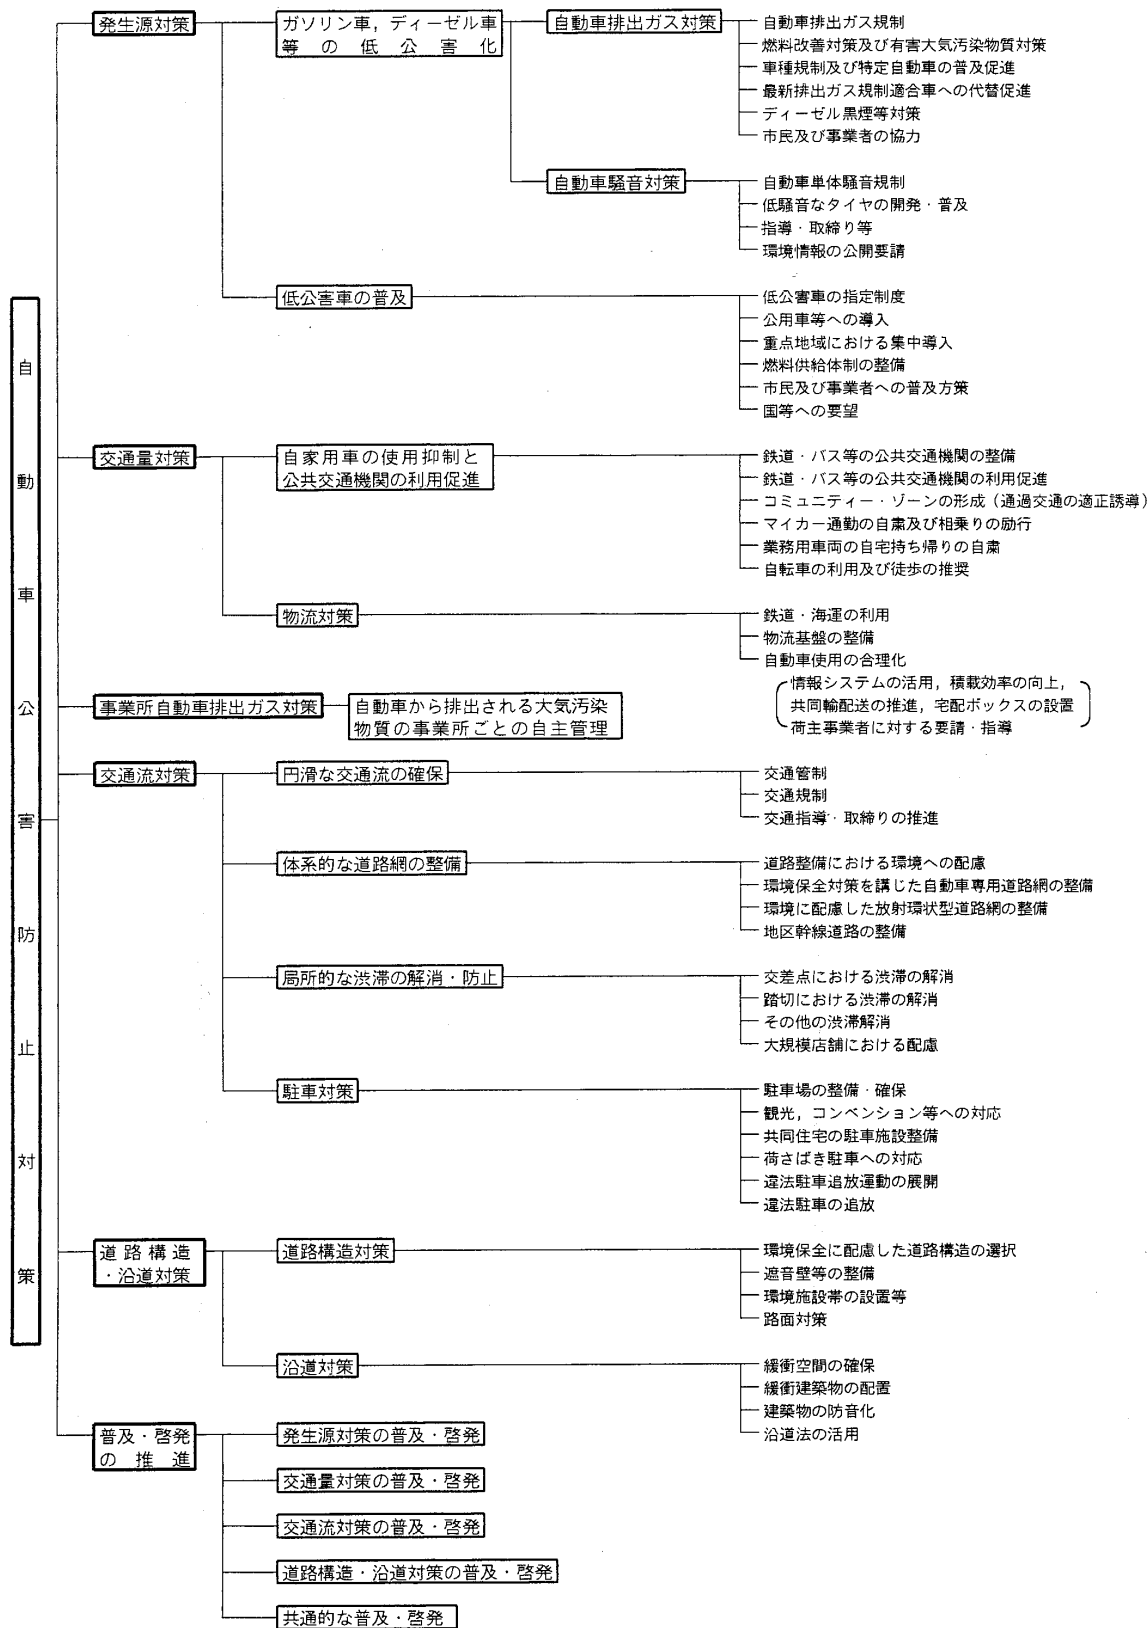 自動車公害防止対策
発生源対策
ガソリン車，ディーゼル車
等の低公害化
自動車排出ガス対策
自動車排出ガス規制
燃料改善対策及び有害大気汚染物質対策
車種規制及び特定自動車の普及促進
最新排出ガス規制適合車への代替促進
ディーゼル黒煙等対策
市民及び事業者の協力
自動車騒音対策
自動車単体騒音規制
低騒音なタイヤの開発・普及
指導・取締り等
環境情報の公開要請
低公害車の普及
低公害車の指定制度
公用車等への導入
重点地域における集中導入
燃料供給体制の整備
市民及び事業者への普及方策
国等への要望
交通量対策
自家用車の使用抑制と
公共交通機関の利用促進
鉄道・バス等の公共交通機関の整備
鉄道・バス等の公共交通機関の利用促進
コミュニティー・ゾーンの形成（通過交通の適正誘導）
マイカー通勤の自粛及び相乗りの励行
業務用車両の自宅持ち帰りの自粛
自転車の利用及び徒歩の推奨
物流対策
鉄道・海運の利用
物流基盤の整備
自動車使用の合理化
（情報システムの活用，積載効率の向上，
共同輸配送の推進，宅配ボックスの設置
荷主事業者に対する要請・指導）
事業所自動車排出ガス対策
自動車から排出される大気汚染
物質の事業所ごとの自主管理
交通流対策
円滑な交通流の確保
交通管制
交通規制
交通指導・取締りの推進
体系的な道路網の整備
道路整備における環境への配慮
環境保全対策を講じた自動車専用道路網の整備
環境に配慮した放射環状型道路網の整備
地区幹線道路の整備
局所的な渋滞の解消・防止
交差点における渋滞の解消
踏切における渋滞の解消
その他の渋滞解消
大規模店舗における配慮
駐車対策
駐車場の整備・確保
観光，コンベンション等への対応
共同住宅の駐車施設整備
荷さばき駐車への対応
違法駐車追放運動の展開
違法駐車の追放
道路構造
・沿道対策
道路構造対策
環境保全に配慮した道路構造の選択
遮音壁等の整備
環境施設帯の設置等
路面対策
沿道対策
緩衝空間の確保
緩衝建築物の配置
建築物の防音化
沿道法の活用
普及・啓発
の推進
発生源対策の普及・啓発
交通量対策の普及・啓発
交通流対策の普及・啓発
道路構造・沿道対策の普及・啓発
共通的な普及・啓発